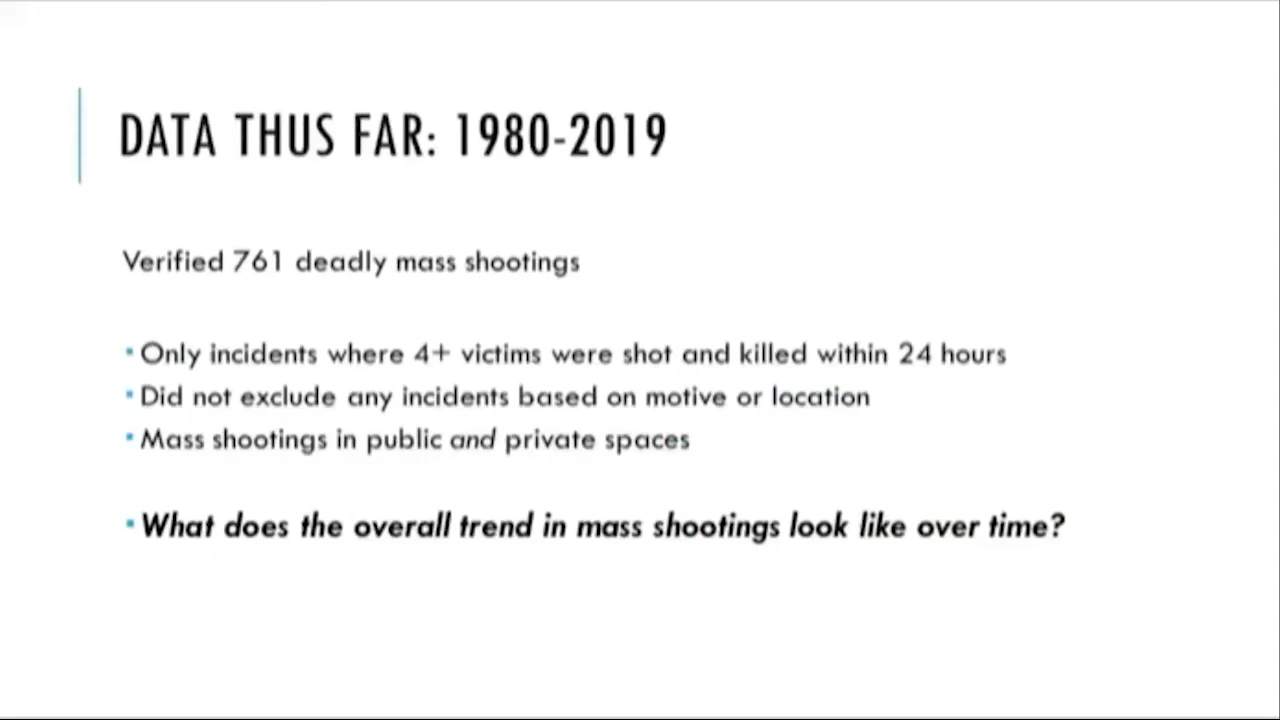 DATA THUS FAR: 1980-2019
Verified 761 deadly mass shootings
▪ Only incidents where 4+ victims were shot and killed within 24 hours
▪ Did not exclude any incidents based on motive or location
▪ Mass shootings in public and private spaces
▪ What does the overall trend in mass shootings look like over time?